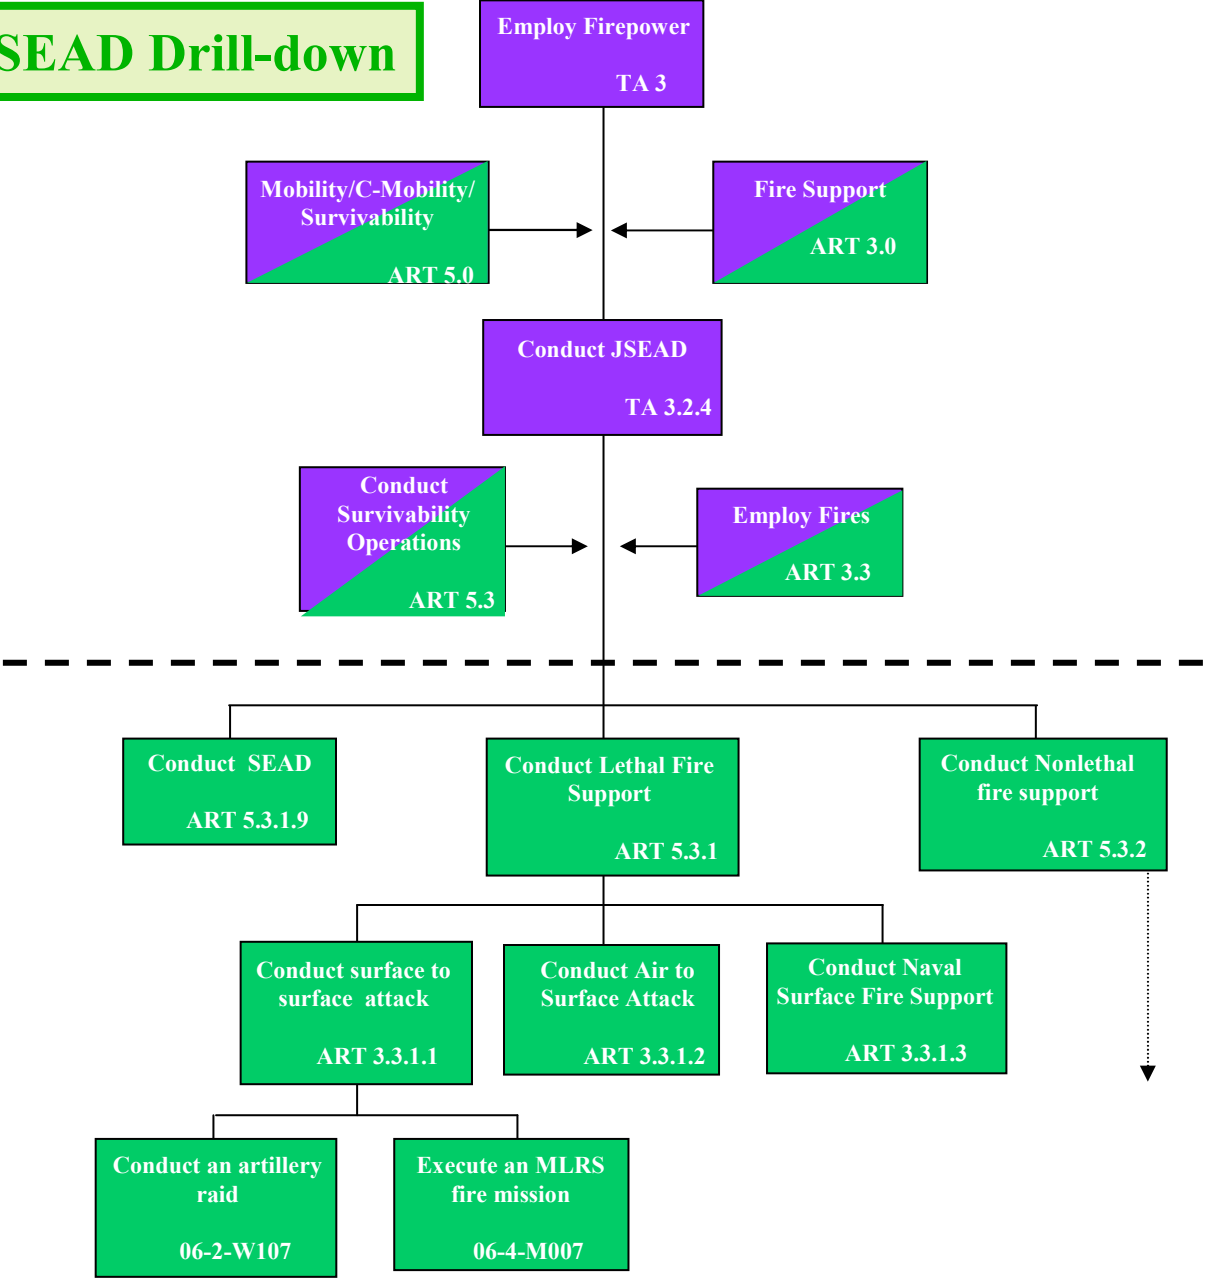 SEAD Drill-down
Employ Firepower
TA 3
Mobility/C-Mobility/
Survivability
ART 5.0
Fire Support
ART 3.0
Conduct JSEAD
TA 3.2.4
Conduct
Survivability
Operations
ART 5.3
Employ Fires
ART 3.3
Conduct SEAD
ART 5.3.1.9
Conduct Lethal Fire
Support
ART 5.3.1
Conduct Nonlethal
fire support
ART 5.3.2
Conduct surface to
surface attack
ART 3.3.1.1
Conduct Air to
Surface Attack
ART 3.3.1.2
Conduct Naval
Surface Fire Support
ART 3.3.1.3
Conduct an artillery
raid
06-2-W107
Execute an MLRS
fire mission
06-4-M007